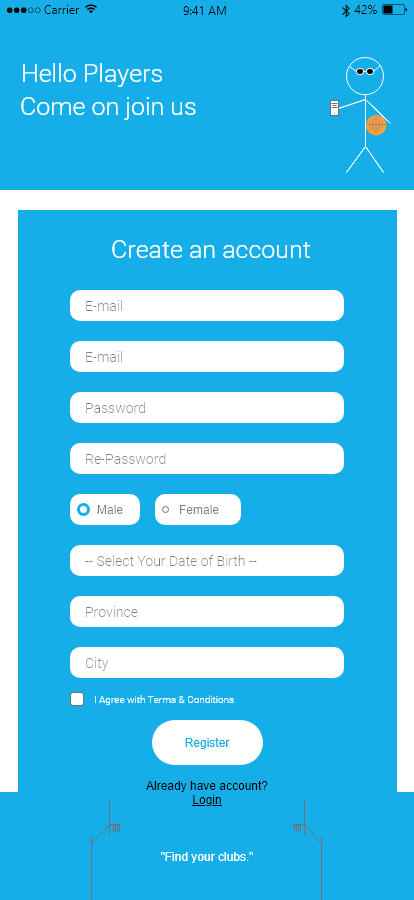 Carrier 9:41 AM 42%
Hello Players
Come on join us
Create an account
E-mail
E-mail
Password
Re-Password
Male Female
-- Select Your Date of Birth --
Province
City
I Agree with Terms & Conditions
Register
Already have account?
Login
"Find your clubs."